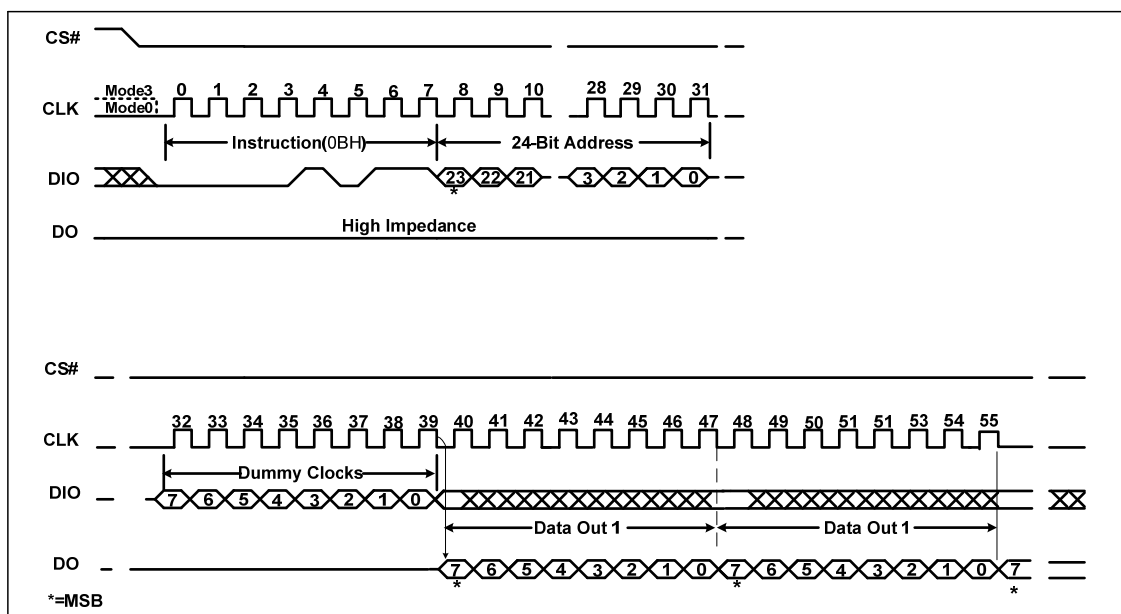 CS#
Mode3
0 1 2 3 4 5 6 7 8 9 10 28 29 30 31
CLK
Mode0
Instruction(0BH) 24-Bit Address
DIO 23 22 21 3 2 1 0
*
High Impedance
DO
CS#
32 33 34 35 36 37 38 39 40 41 42 43 44 45 46 47 48 49 50 51 51 53 54 55
CLK
Dummy Clocks
DIO 7 6 5 4 3 2 1 0
Data Out 1 Data Out 1
DO 7 6 5 4 3 2 1 0 7 6 5 4 3 2 1 0 7
* * *
*=MSB